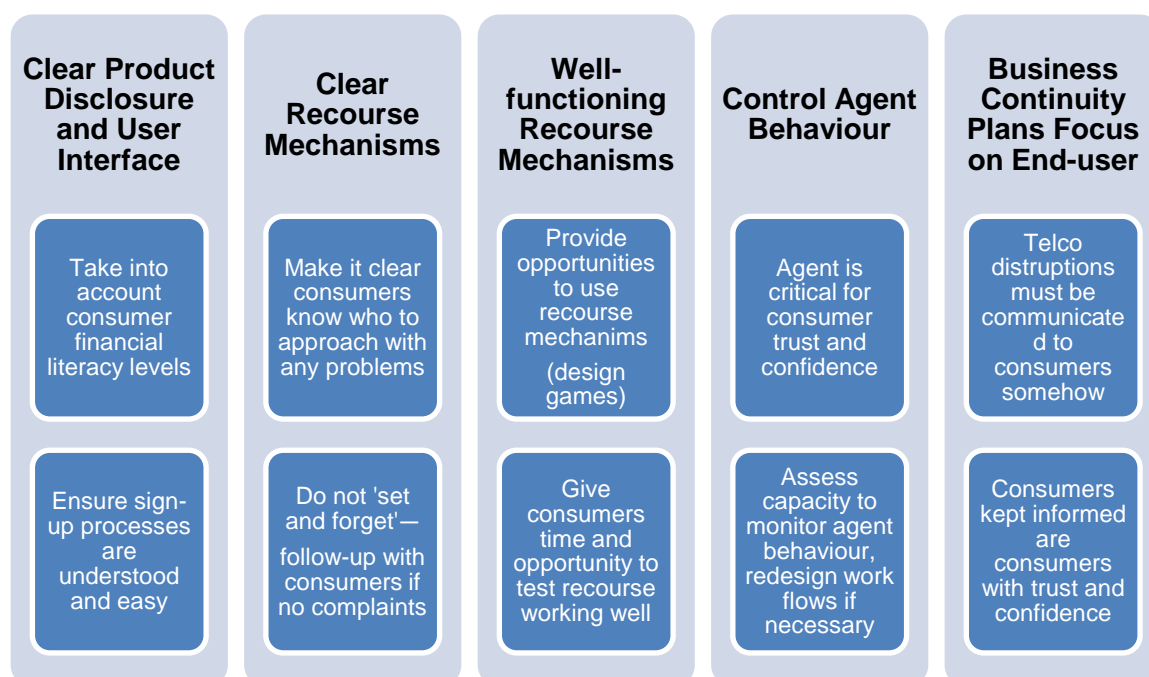 Clear Product
Disclosure
and User
Interface
Take into
account
consumer
financial
literacy levels
Ensure sign-
up processes
are
understood
and easy
Clear
Recourse
Mechanisms
Make it clear
consumers
know who to
approach with
any problems
Do not 'set
and forget'—
follow-up with
consumers if
no complaints
Well-
functioning
Recourse
Mechanisms
Provide
opportunities
to use
recourse
mechanims
(design
games)
Give
consumers
time and
opportunity to
test recourse
working well
Control Agent
Behaviour
Agent is
critical for
consumer
trust and
confidence
Assess
capacity to
monitor agent
behaviour,
redesign work
flows if
necessary
Business
Continuity
Plans Focus
on End-user
Telco
distruptions
must be
communicate
d to
consumers
somehow
Consumers
kept informed
are
consumers
with trust and
confidence